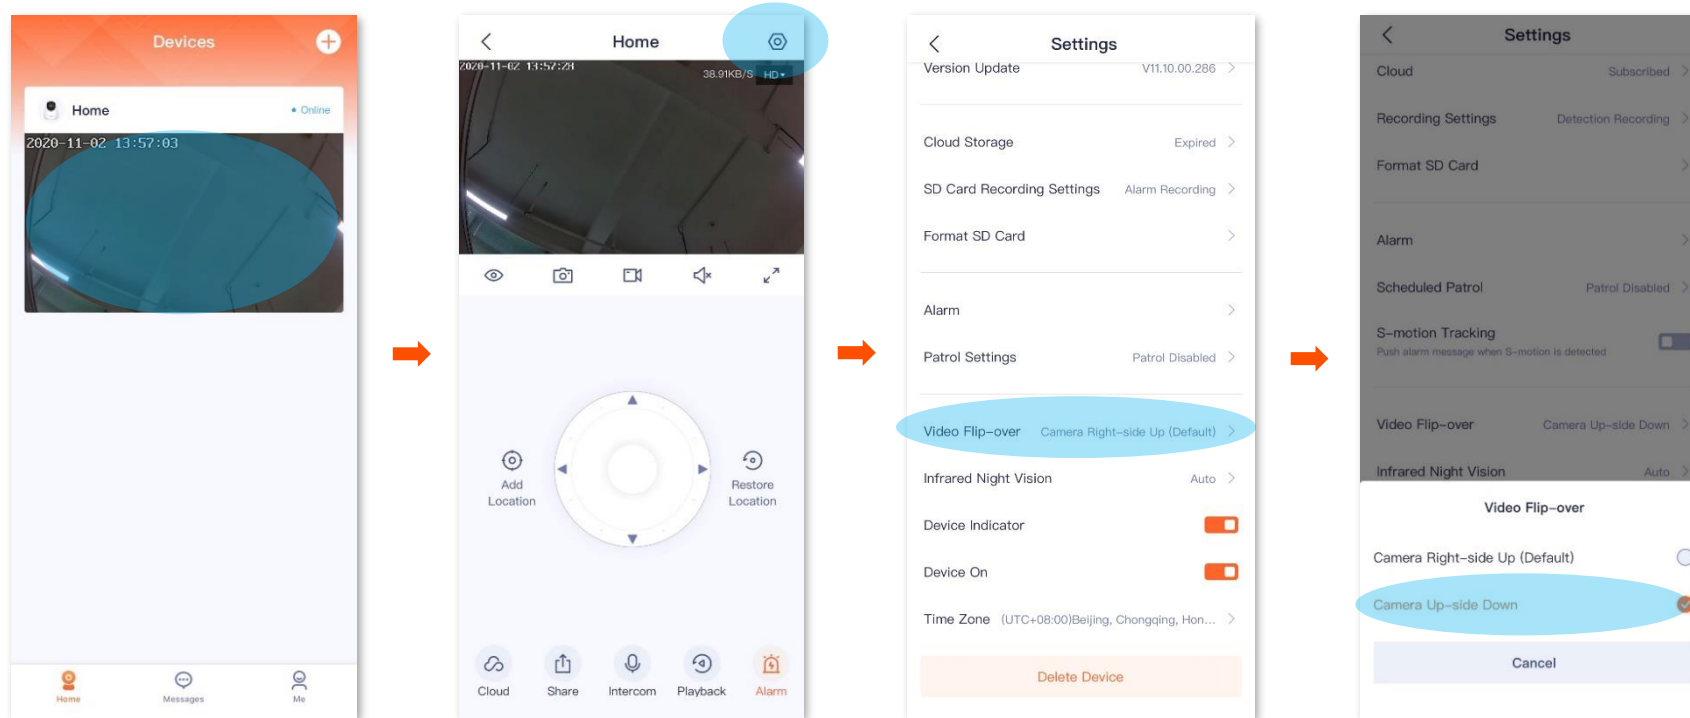 Devices
Home
Online
2020-11-02 13:57:03
Home
Messages
Me
Home
2020-11-02 13:57:28
38.91KB/S
HD
Add
Location
Restore
Location
Cloud
Share
Intercom
Playback
Alarm
Settings
Version Update V11.10.00.286
Cloud Storage Expired
SD Card Recording Settings Alarm Recording
Format SD Card
Alarm
Patrol Settings Patrol Disabled
Video Flip-over Camera Right-side Up (Default)
Infrared Night Vision Auto
Device Indicator
Device On
Time Zone (UTC+08:00)Beijing, Chongqing, Hon...
Delete Device
Settings
Cloud Subscribed
Recording Settings Detection Recording
Format SD Card
Alarm
Scheduled Patrol Patrol Disabled
S-motion Tracking
Push alarm message when S-motion is detected
Video Flip-over Camera Up-side Down
Infrared Night Vision Auto
Video Flip-over
Camera Right-side Up (Default)
Camera Up-side Down
Cancel